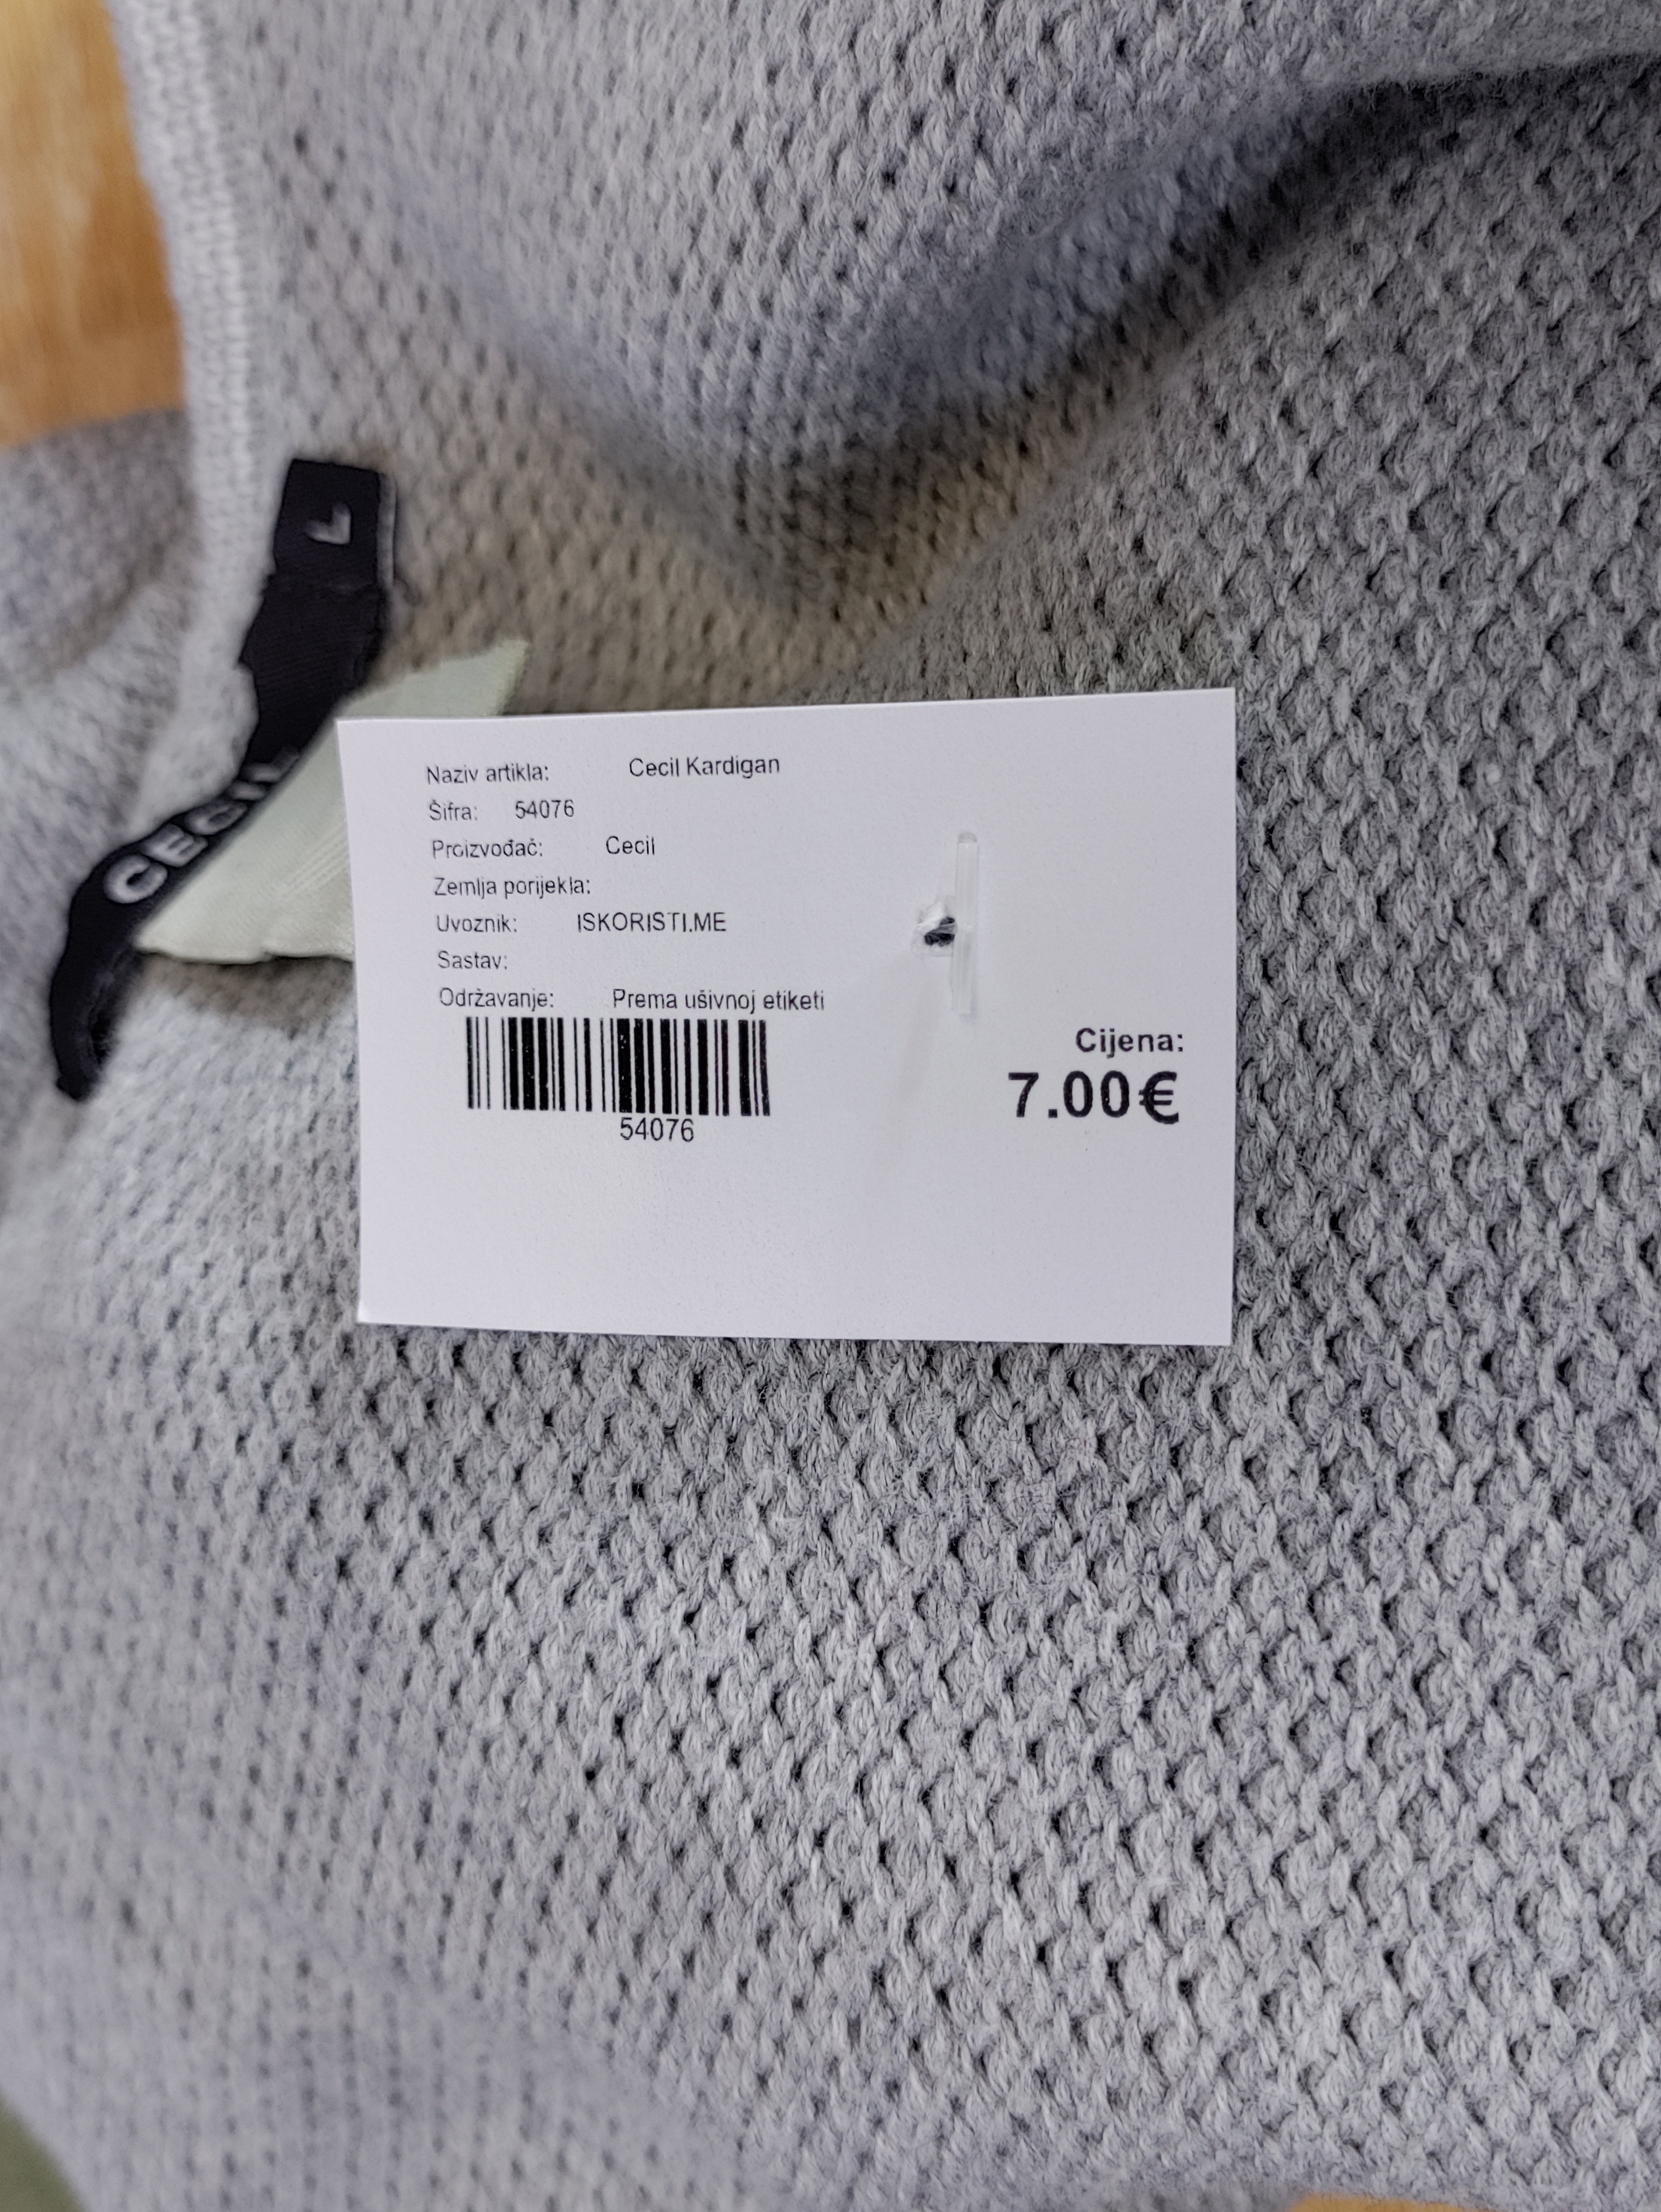 L
CECIL
Naziv artikla: Cecil Kardigan
Šifra: 54076
Proizvođač: Cecil
Zemlja porijekla:
Uvoznik: ISKORISTI.ME
Sastav:
Održavanje: Prema ušivnoj etiketi
54076
Cijena:
7.00€